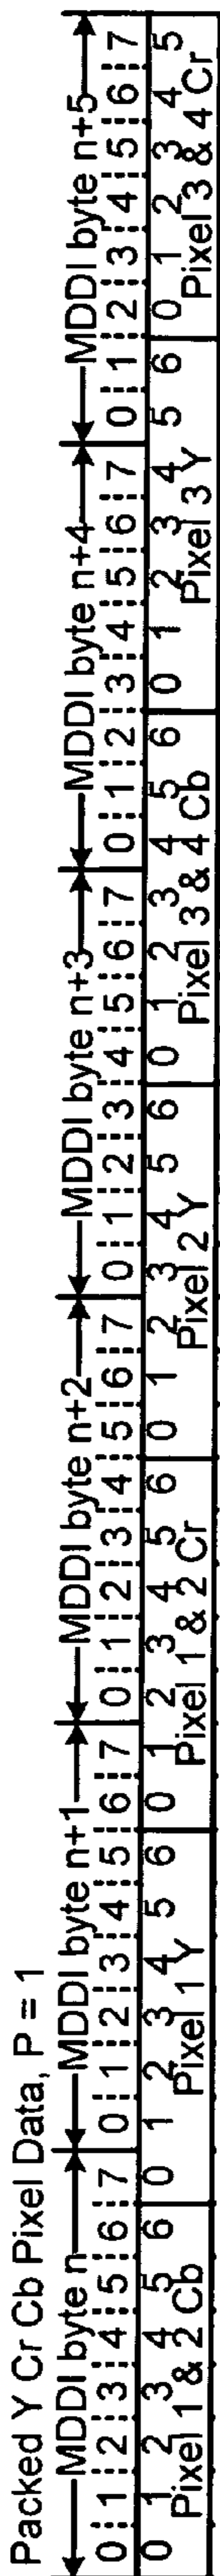 Packed Y Cr Cb Pixel Data, P = 1
MDDI byte n MDDI byte n+1 MDDI byte n+2 MDDI byte n+3 MDDI byte n+4 MDDI byte n+5
0 1 2 3 4 5 6 7 0 1 2 3 4 5 6 7 0 1 2 3 4 5 6 7 0 1 2 3 4 5 6 7 0 1 2 3 4 5 6 7 0 1 2 3 4 5 6 7
0 1 2 3 4 5 6 0 1 2 3 4 5 6 0 1 2 3 4 5 6 0 1 2 3 4 5 6 0 1 2 3 4 5 6 0 1 2 3 4 5 6 0 1 2 3 4 5
Pixel 1 & 2 Cb Pixel 1 Y Pixel 1 & 2 Cr Pixel 2 Y Pixel 3 & 4 Cb Pixel 3 Y Pixel 3 & 4 Cr